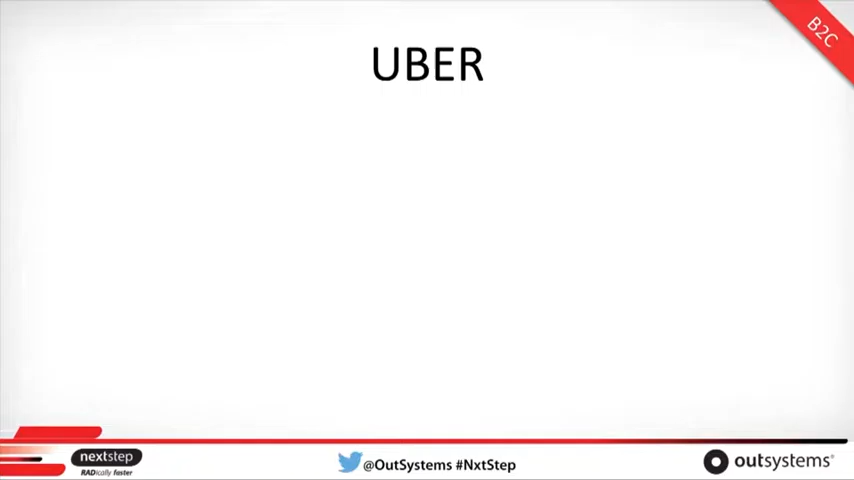 B2C
UBER
nextstep
RADically faster
@OutSystems #NxtStep
outsystems®